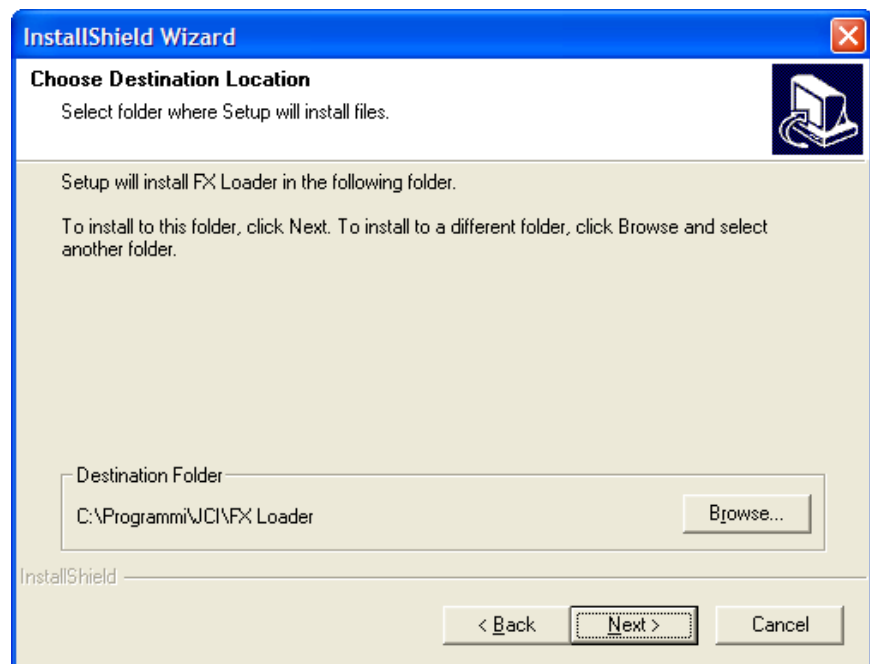 InstallShield Wizard
Choose Destination Location
Select folder where Setup will install files.
Setup will install FX Loader in the following folder.
To install to this folder, click Next. To install to a different folder, click Browse and select
another folder.
Destination Folder
C:\Programmi\JCI\FX Loader
Browse...
InstallShield
< Back
Next >
Cancel